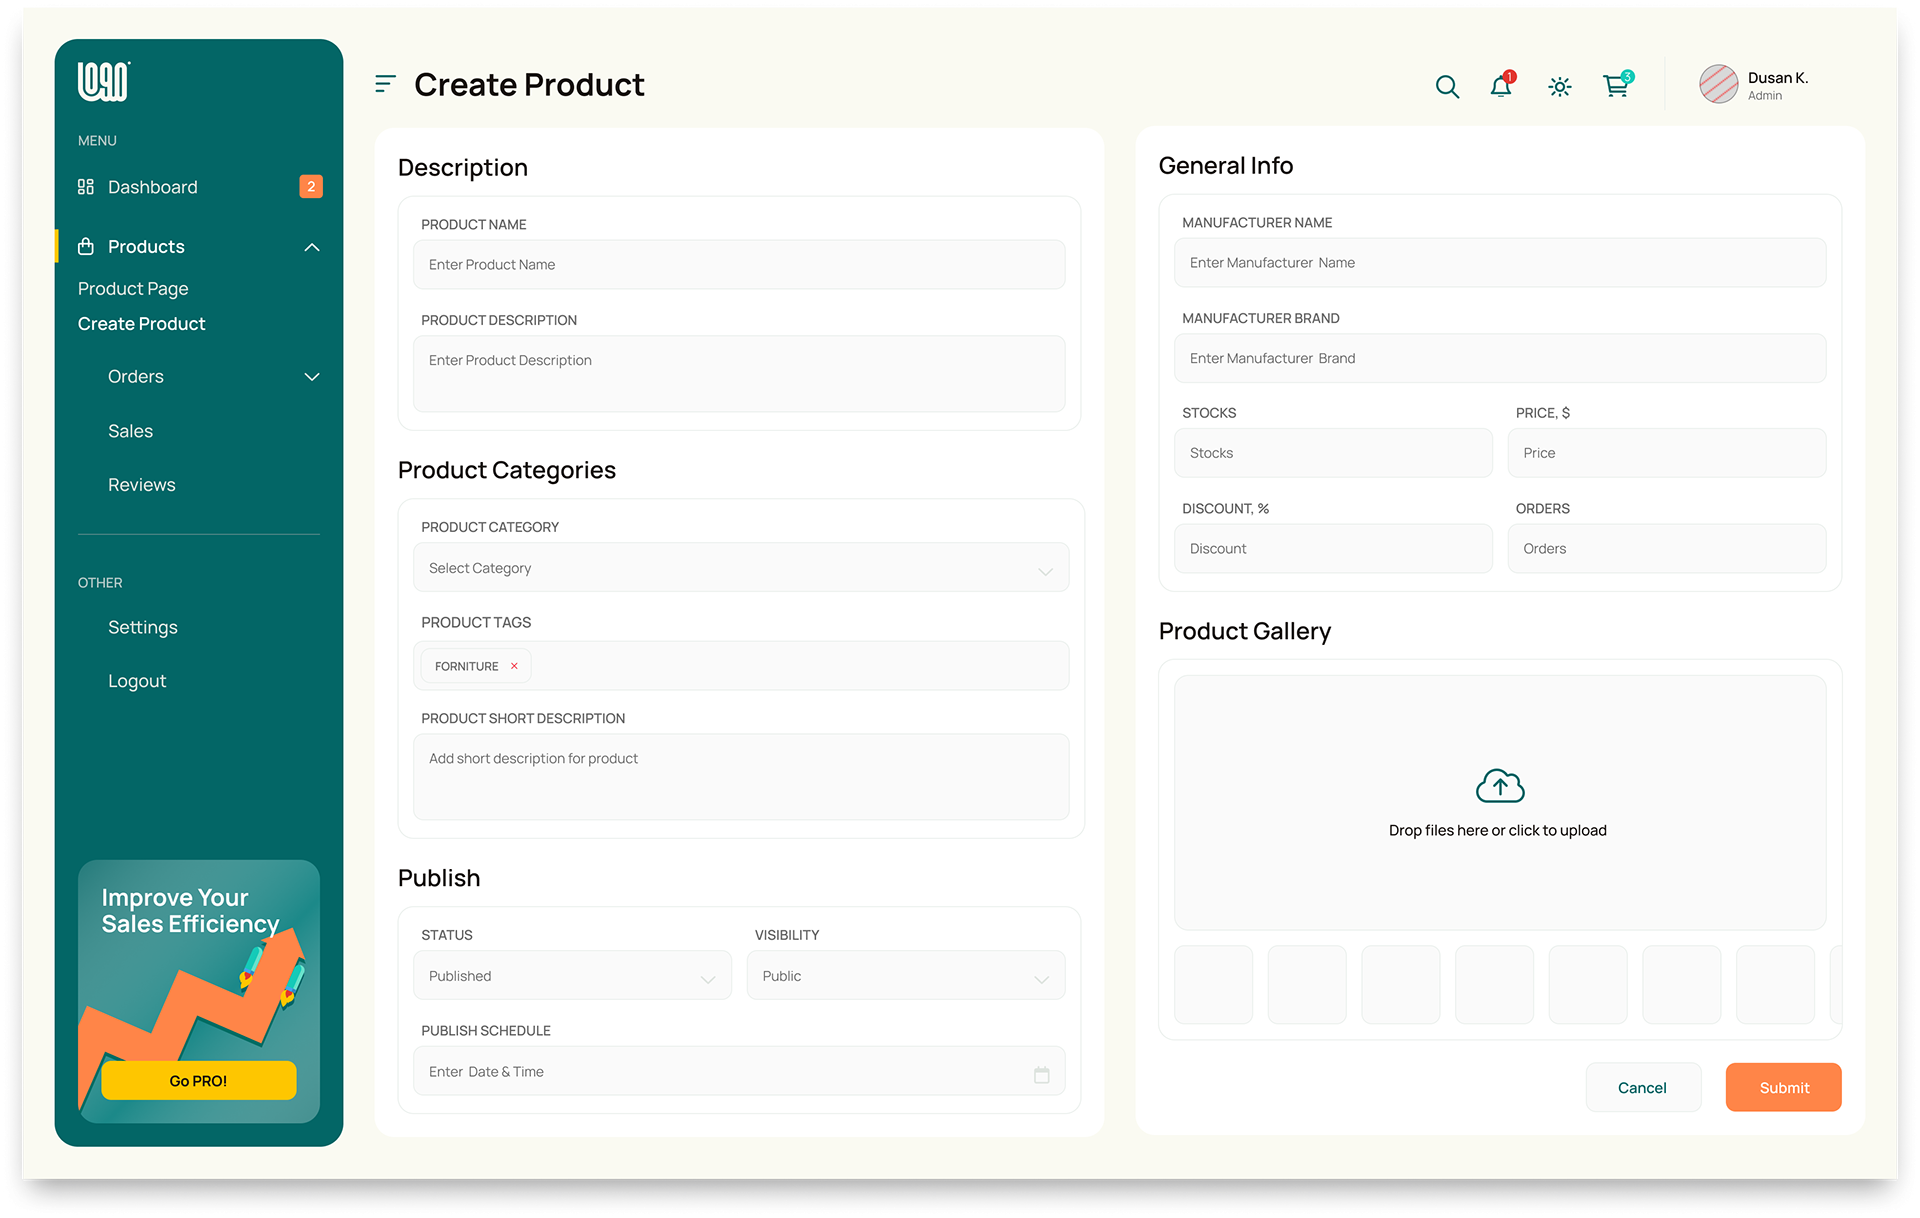 LOGO
MENU
Dashboard
2
Products
Product Page
Create Product
Orders
Sales
Reviews
OTHER
Settings
Logout
Improve Your
Sales Efficiency
Go PRO!
Create Product
1
3
Dusan K.
Admin
Description
PRODUCT NAME
Enter Product Name
PRODUCT DESCRIPTION
Enter Product Description
Product Categories
PRODUCT CATEGORY
Select Category
PRODUCT TAGS
FORNITURE
PRODUCT SHORT DESCRIPTION
Add short description for product
Publish
STATUS
VISIBILITY
Published
Public
PUBLISH SCHEDULE
Enter Date & Time
General Info
MANUFACTURER NAME
Enter Manufacturer Name
MANUFACTURER BRAND
Enter Manufacturer Brand
STOCKS
PRICE, $
Stocks
Price
DISCOUNT, %
ORDERS
Discount
Orders
Product Gallery
Drop files here or click to upload
Cancel
Submit